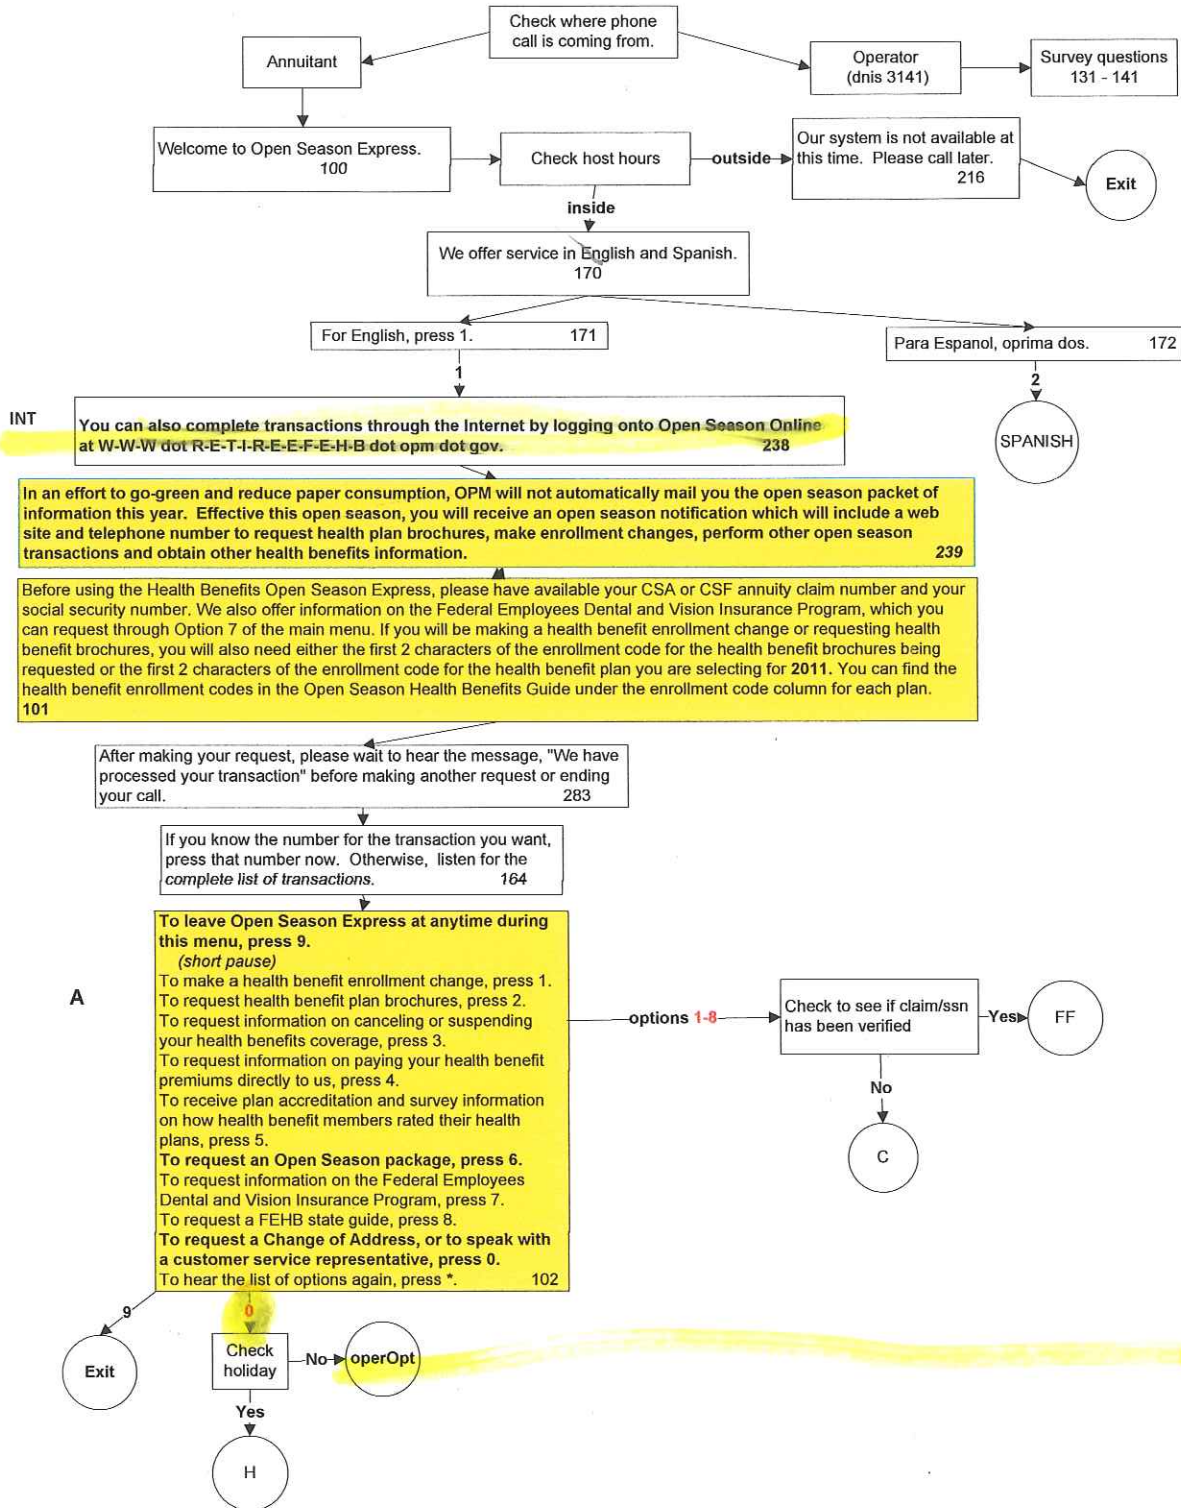 Check where phone
call is coming from.
Annuitant
Operator
(dnis 3141)
Survey questions
131 - 141
Welcome to Open Season Express.
100
Check host hours
outside
Our system is not available at
this time. Please call later.
216
Exit
inside
We offer service in English and Spanish.
170
For English, press 1. 171
Para Espanol, oprima dos. 172
1
2
SPANISH
INT
You can also complete transactions through the Internet by logging onto Open Season Online
at W-W-W dot R-E-T-I-R-E-E-F-E-H-B dot opm dot gov. 238
In an effort to go-green and reduce paper consumption, OPM will not automatically mail you the open season packet of
information this year. Effective this open season, you will receive an open season notification which will include a web
site and telephone number to request health plan brochures, make enrollment changes, perform other open season
transactions and obtain other health benefits information. 239
Before using the Health Benefits Open Season Express, please have available your CSA or CSF annuity claim number and your
social security number. We also offer information on the Federal Employees Dental and Vision Insurance Program, which you
can request through Option 7 of the main menu. If you will be making a health benefit enrollment change or requesting health
benefit brochures, you will also need either the first 2 characters of the enrollment code for the health benefit brochures being
requested or the first 2 characters of the enrollment code for the health benefit plan you are selecting for 2011. You can find the
health benefit enrollment codes in the Open Season Health Benefits Guide under the enrollment code column for each plan.
101
After making your request, please wait to hear the message, "We have
processed your transaction" before making another request or ending
your call. 283
If you know the number for the transaction you want,
press that number now. Otherwise, listen for the
complete list of transactions. 164
A
To leave Open Season Express at anytime during
this menu, press 9.
(short pause)
To make a health benefit enrollment change, press 1.
To request health benefit plan brochures, press 2.
To request information on canceling or suspending
your health benefits coverage, press 3.
To request information on paying your health benefit
premiums directly to us, press 4.
To receive plan accreditation and survey information
on how health benefit members rated their health
plans, press 5.
To request an Open Season package, press 6.
To request information on the Federal Employees
Dental and Vision Insurance Program, press 7.
To request a FEHB state guide, press 8.
To request a Change of Address, or to speak with
a customer service representative, press 0.
To hear the list of options again, press *. 102
options 1-8
Check to see if claim/ssn
has been verified
Yes
FF
No
C
9
Exit
0
Check
holiday
No
operOpt
Yes
H